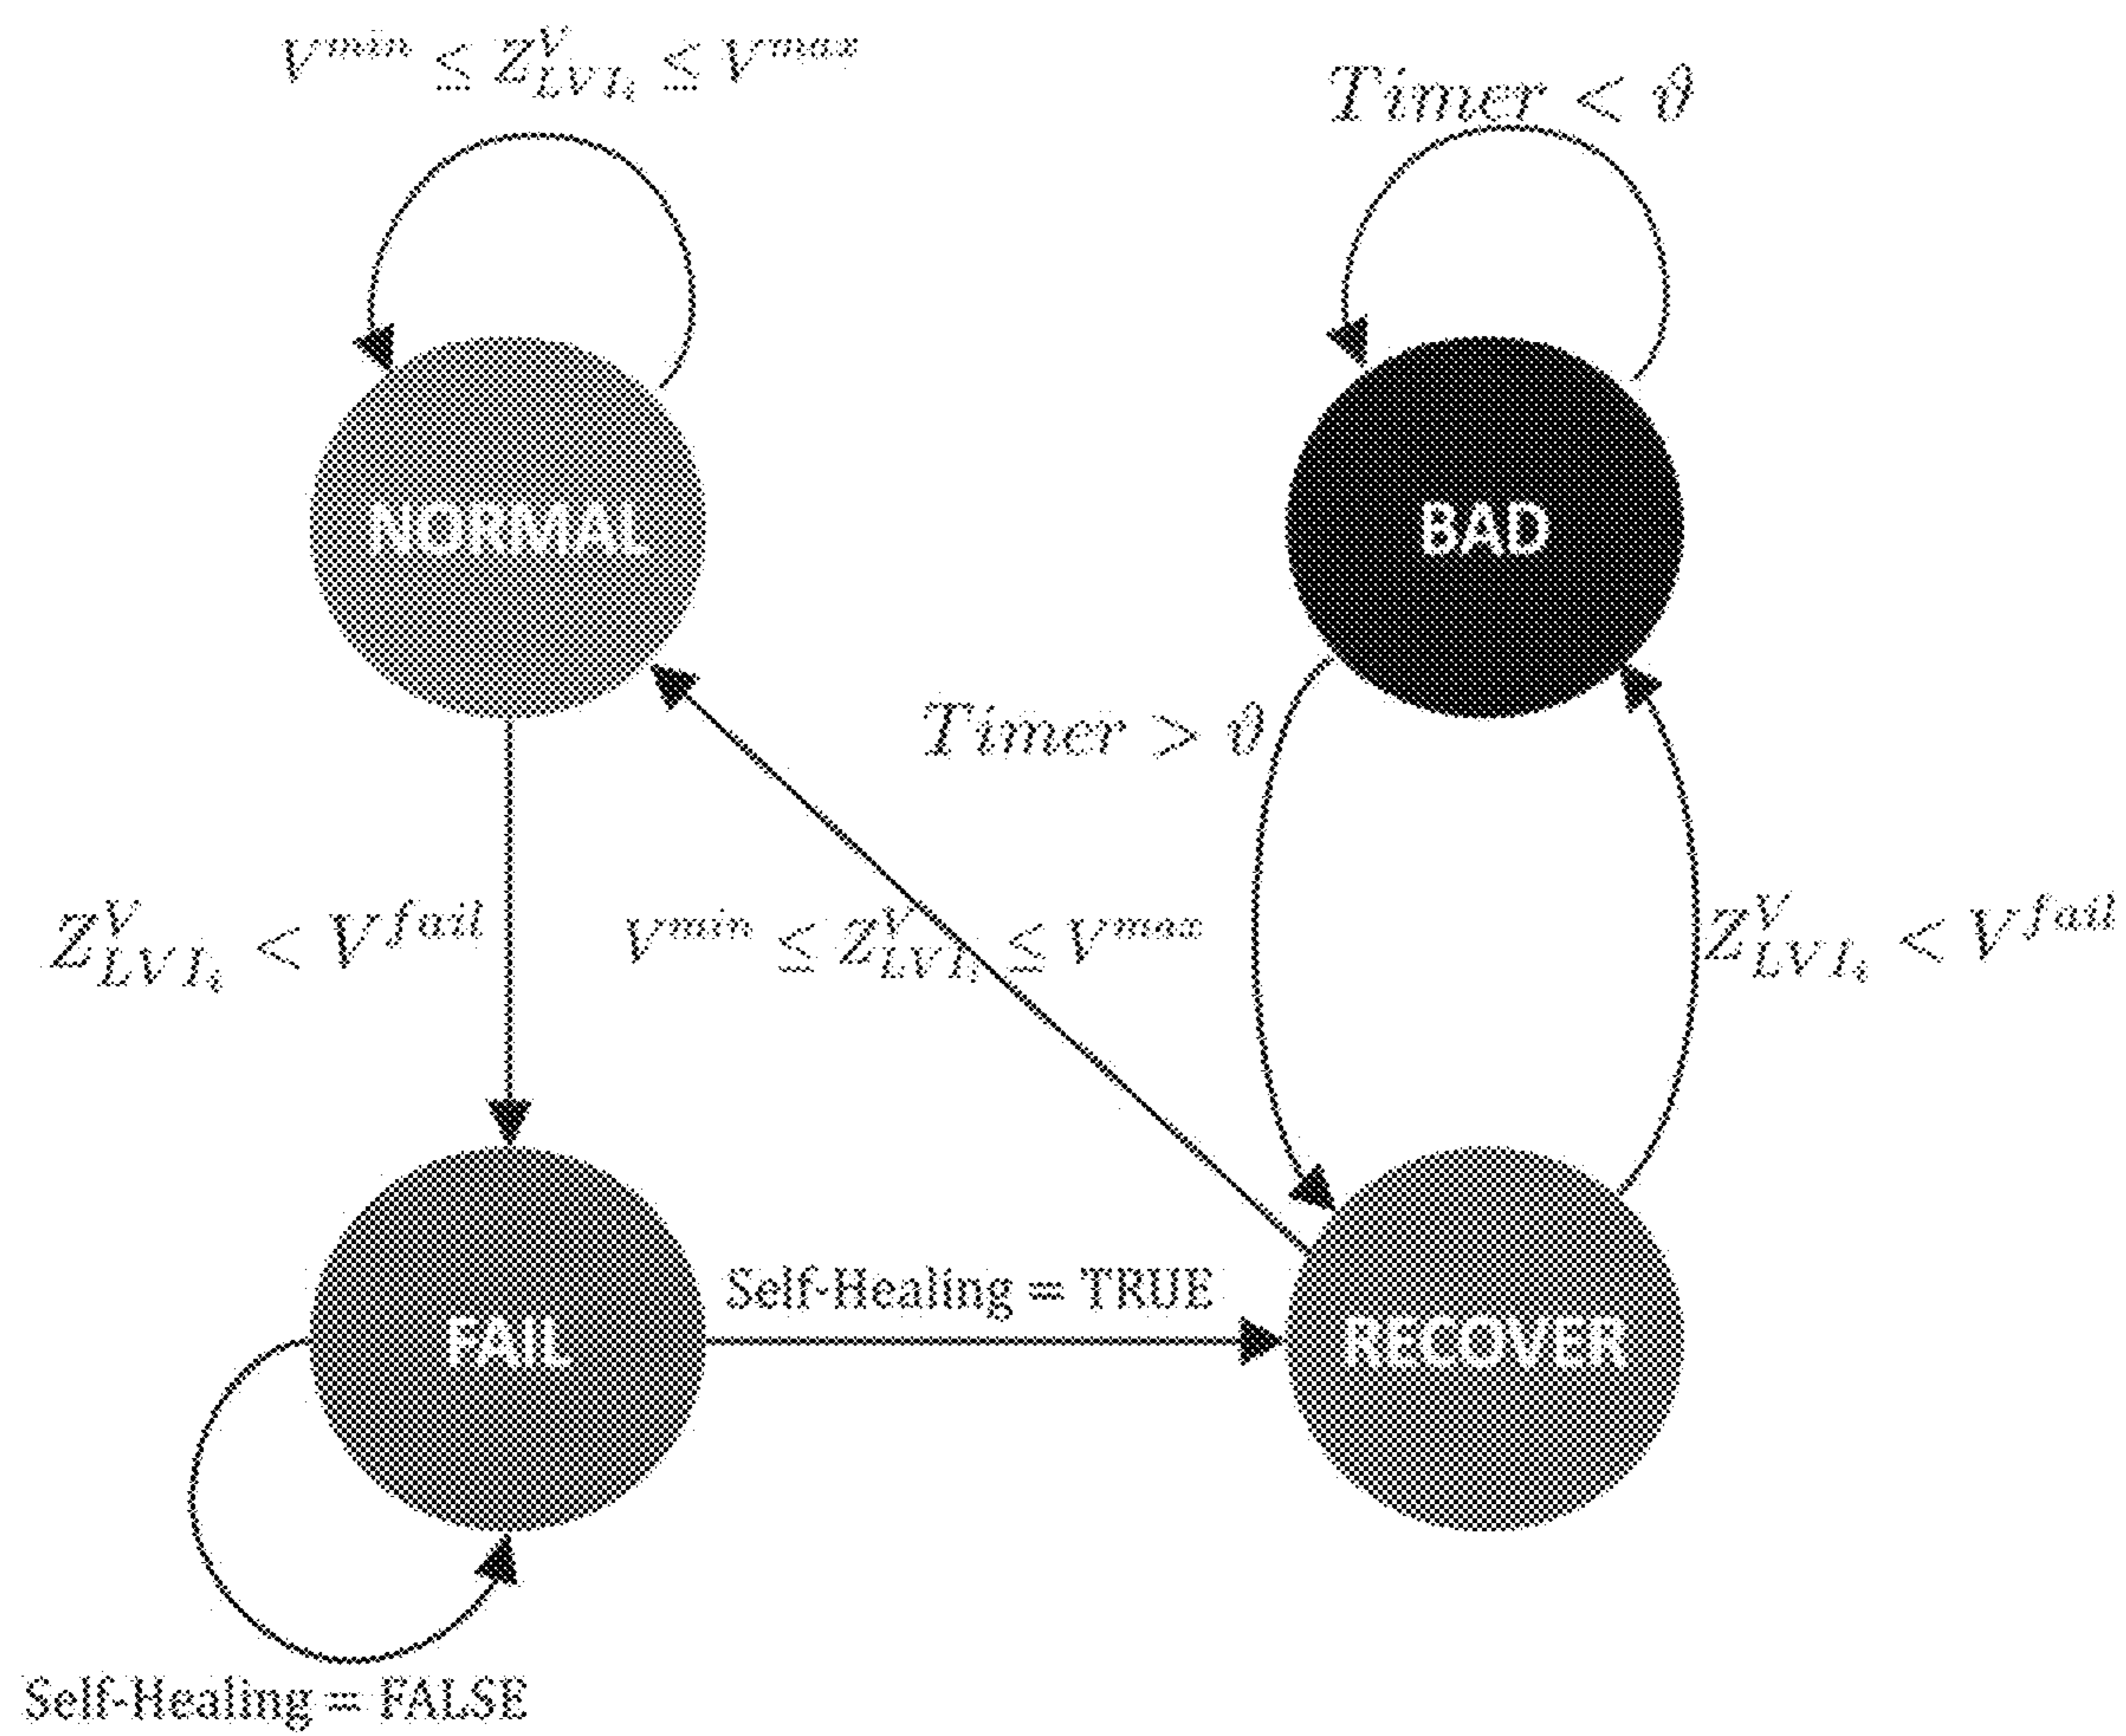 V^min ≤ Z^V_LVI_i ≤ V^max
Timer < ϑ
NORMAL
BAD
Timer > ϑ
Z^V_LVI_i < V^fail
V^min ≤ Z^V_LVI_i ≤ V^max
Z^V_LVI_i < V^fail
Self-Healing = TRUE
FAIL
RECOVER
Self-Healing = FALSE